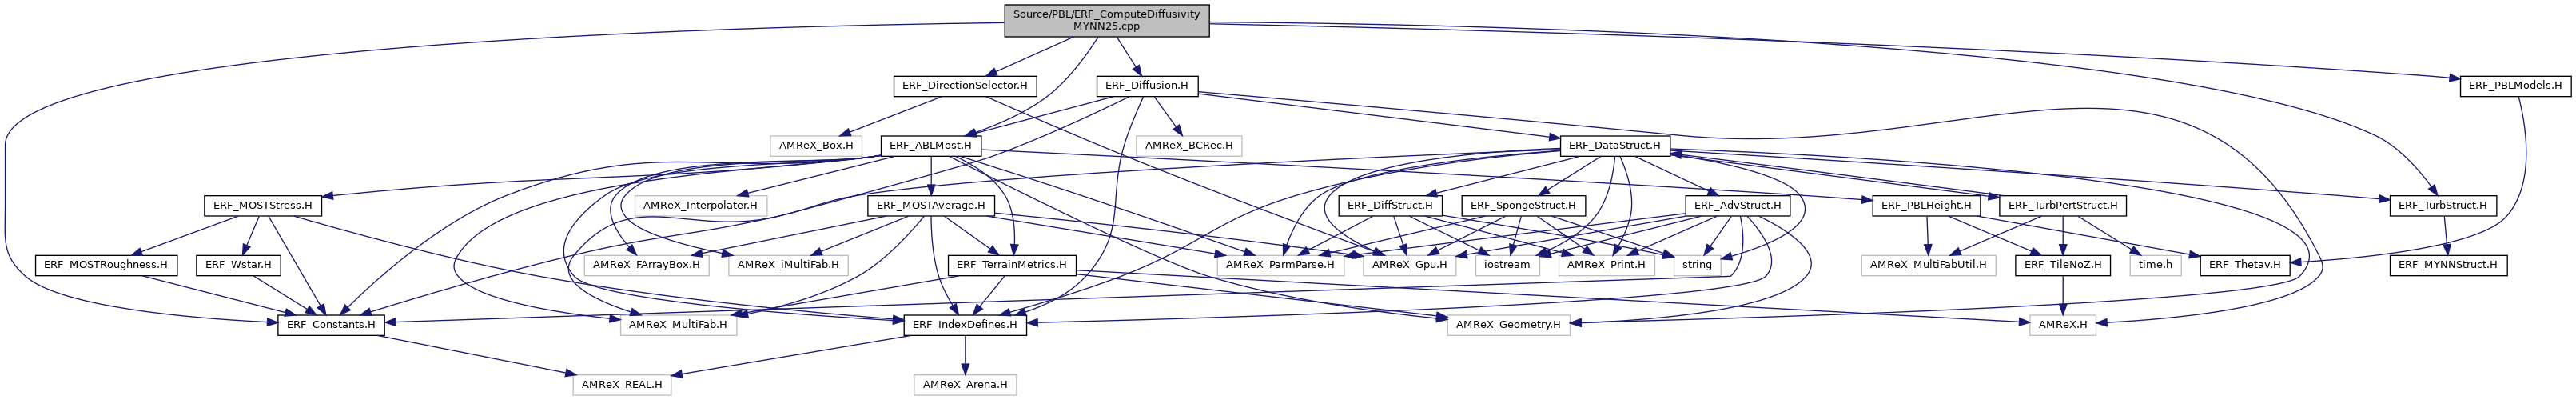 Source/PBL/ERF_ComputeDiffusivity
MYNN25.cpp
ERF_DirectionSelector.H
ERF_Diffusion.H
ERF_PBLModels.H
AMReX_Box.H
ERF_ABLMost.H
AMReX_BCRec.H
ERF_DataStruct.H
ERF_MOSTStress.H
AMReX_Interpolater.H
ERF_MOSTAverage.H
ERF_DiffStruct.H
ERF_SpongeStruct.H
ERF_AdvStruct.H
ERF_PBLHeight.H
ERF_TurbPertStruct.H
ERF_TurbStruct.H
ERF_MOSTRoughness.H
ERF_Wstar.H
AMReX_FArrayBox.H
AMReX_iMultiFab.H
ERF_TerrainMetrics.H
AMReX_ParmParse.H
AMReX_Gpu.H
iostream
AMReX_Print.H
string
AMReX_MultiFabUtil.H
ERF_TileNoZ.H
time.h
ERF_Thetav.H
ERF_MYNNStruct.H
ERF_Constants.H
AMReX_MultiFab.H
ERF_IndexDefines.H
AMReX_Geometry.H
AMReX.H
AMReX_REAL.H
AMReX_Arena.H